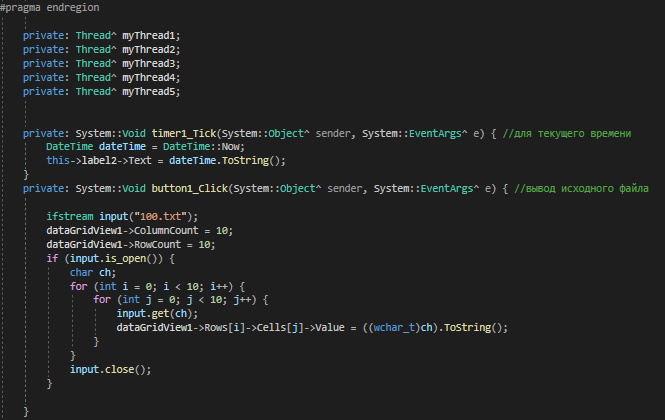 #pragma endregion
private: Thread^ myThread1;
private: Thread^ myThread2;
private: Thread^ myThread3;
private: Thread^ myThread4;
private: Thread^ myThread5;
private: System::Void timer1_Tick(System::Object^ sender, System::EventArgs^ e) { //для текущего времени
DateTime dateTime = DateTime::Now;
this->label2->Text = dateTime.ToString();
}
private: System::Void button1_Click(System::Object^ sender, System::EventArgs^ e) { //вывод исходного файла
ifstream input("100.txt");
dataGridView1->ColumnCount = 10;
dataGridView1->RowCount = 10;
if (input.is_open()) {
char ch;
for (int i = 0; i < 10; i++) {
for (int j = 0; j < 10; j++) {
input.get(ch);
dataGridView1->Rows[i]->Cells[j]->Value = ((wchar_t)ch).ToString();
}
}
input.close();
}
}